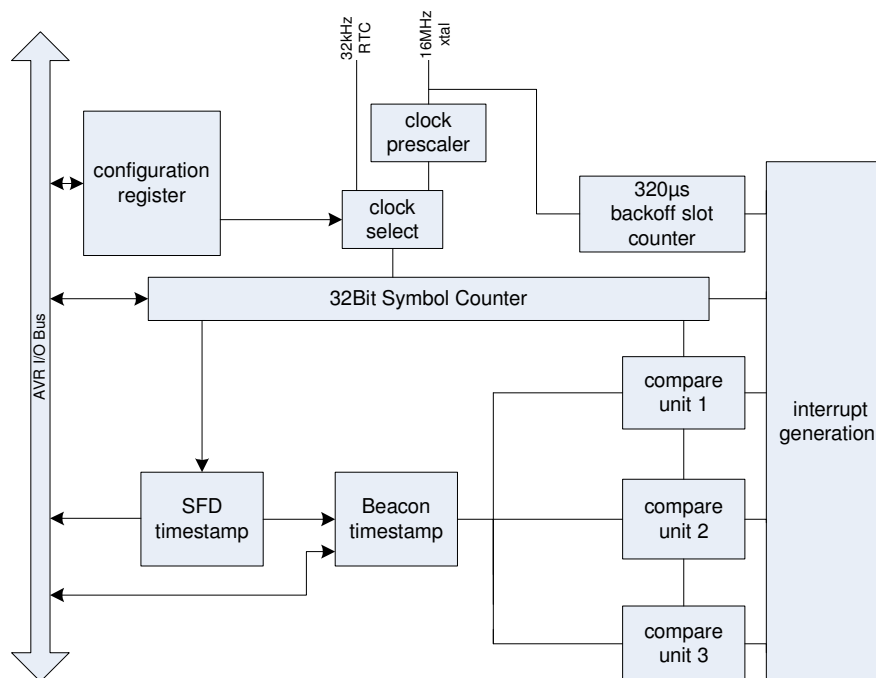 32kHz
RTC
16MHz
xtal
clock
prescaler
configuration
register
320µs
backoff slot
counter
clock
select
32Bit Symbol Counter
AVR I/O Bus
compare
unit 1
interrupt
generation
SFD
timestamp
Beacon
timestamp
compare
unit 2
compare
unit 3